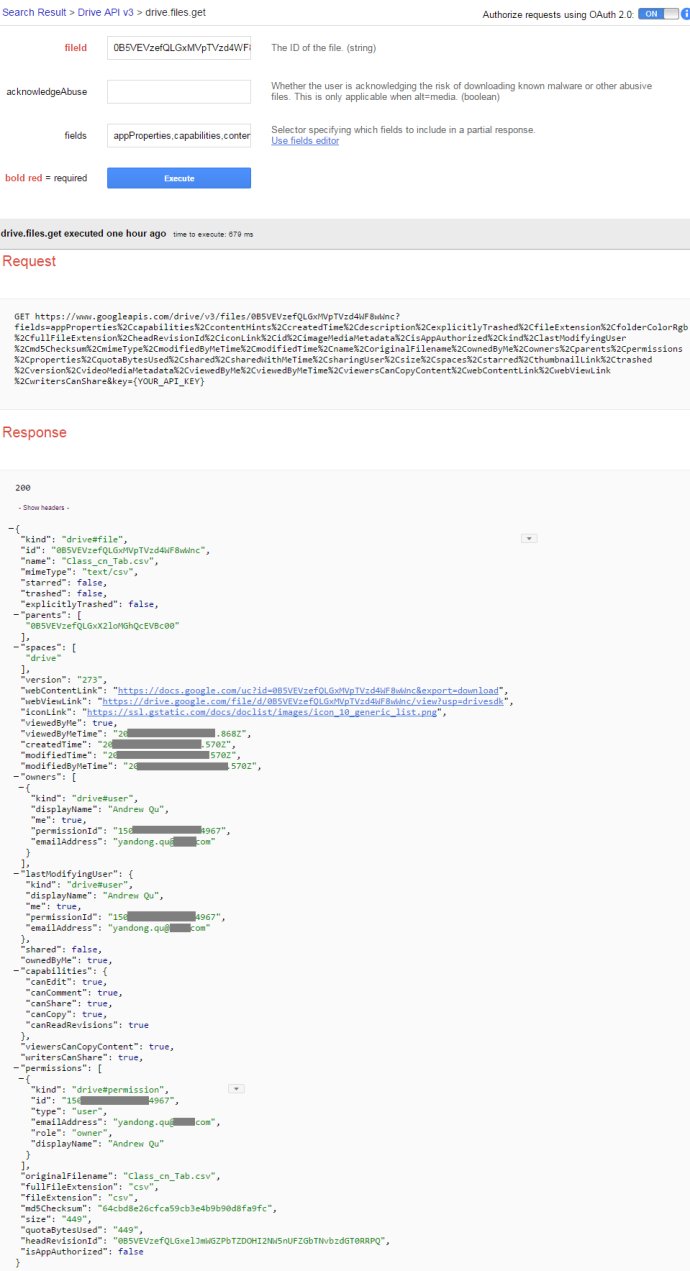 Search Result > Drive API v3 > drive.files.get
Authorize requests using OAuth 2.0: ON
fileId 0B5VEVzefQLGxMVpTVzd4WF8 The ID of the file. (string)
acknowledgeAbuse Whether the user is acknowledging the risk of downloading known malware or other abusive
files. This is only applicable when alt=media. (boolean)
fields appProperties,capabilities,conten Selector specifying which fields to include in a partial response.
Use fields editor
bold red = required Execute
drive.files.get executed one hour ago time to execute: 679 ms
Request
GET https://www.googleapis.com/drive/v3/files/0B5VEVzefQLGxMVpTVzd4WF8wWnc?
fields=appProperties%2Ccapabilities%2CcontentHints%2CcreatedTime%2Cdescription%2CexplicitlyTrashed%2CfileExtension%2CfolderColorRgb
%2CfullFileExtension%2CheadRevisionId%2CiconLink%2Cid%2CimageMediaMetadata%2CisAppAuthorized%2Ckind%2ClastModifyingUser
%2Cmd5Checksum%2CmimeType%2CmodifiedByMeTime%2CmodifiedTime%2Cname%2CoriginalFilename%2CownedByMe%2Cowners%2Cparents%2Cpermissions
%2Cproperties%2CquotaBytesUsed%2Cshared%2CsharedWithMeTime%2CsharingUser%2Csize%2Cspaces%2Cstarred%2CthumbnailLink%2Ctrashed
%2Cversion%2CvideoMediaMetadata%2CviewedByMe%2CviewedByMeTime%2CviewersCanCopyContent%2CwebContentLink%2CwebViewLink
%2CwritersCanShare&key={YOUR_API_KEY}
Response
200
- Show headers -
{
"kind": "drive#file",
"id": "0B5VEVzefQLGxMVpTVzd4WF8wWnc",
"name": "Class_cn_Tab.csv",
"mimeType": "text/csv",
"starred": false,
"trashed": false,
"explicitlyTrashed": false,
"parents": [
"0B5VEVzefQLGxX2loMGhQcEVBc00"
],
"spaces": [
"drive"
],
"version": "273",
"webContentLink": "https://docs.google.com/uc?id=0B5VEVzefQLGxMVpTVzd4WF8wWnc&export=download",
"webViewLink": "https://drive.google.com/file/d/0B5VEVzefQLGxMVpTVzd4WF8wWnc/view?usp=drivesdk",
"iconLink": "https://ssl.gstatic.com/docs/doclist/images/icon_10_generic_list.png",
"viewedByMe": true,
"viewedByMeTime": "20 .868Z",
"createdTime": "20 .570Z",
"modifiedTime": "20 570Z",
"modifiedByMeTime": "20 .570Z",
"owners": [
{
"kind": "drive#user",
"displayName": "Andrew Qu",
"me": true,
"permissionId": "150 4967",
"emailAddress": "yandong.qu@ com"
}
],
"lastModifyingUser": {
"kind": "drive#user",
"displayName": "Andrew Qu",
"me": true,
"permissionId": "150 4967",
"emailAddress": "yandong.qu@ com"
},
"shared": false,
"ownedByMe": true,
"capabilities": {
"canEdit": true,
"canComment": true,
"canShare": true,
"canCopy": true,
"canReadRevisions": true
},
"viewersCanCopyContent": true,
"writersCanShare": true,
"permissions": [
{
"kind": "drive#permission",
"id": "150 4967",
"type": "user",
"emailAddress": "yandong.qu@ com",
"role": "owner",
"displayName": "Andrew Qu"
}
],
"originalFilename": "Class_cn_Tab.csv",
"fullFileExtension": "csv",
"fileExtension": "csv",
"md5Checksum": "64cbd8e26cfca59cb3e4b9b90d8fa9fc",
"size": "449",
"quotaBytesUsed": "449",
"headRevisionId": "0B5VEVzefQLGxelJmWGZPbTZDOHI2NW5nUFZGbTNvbzdGT0RRPQ",
"isAppAuthorized": false
}